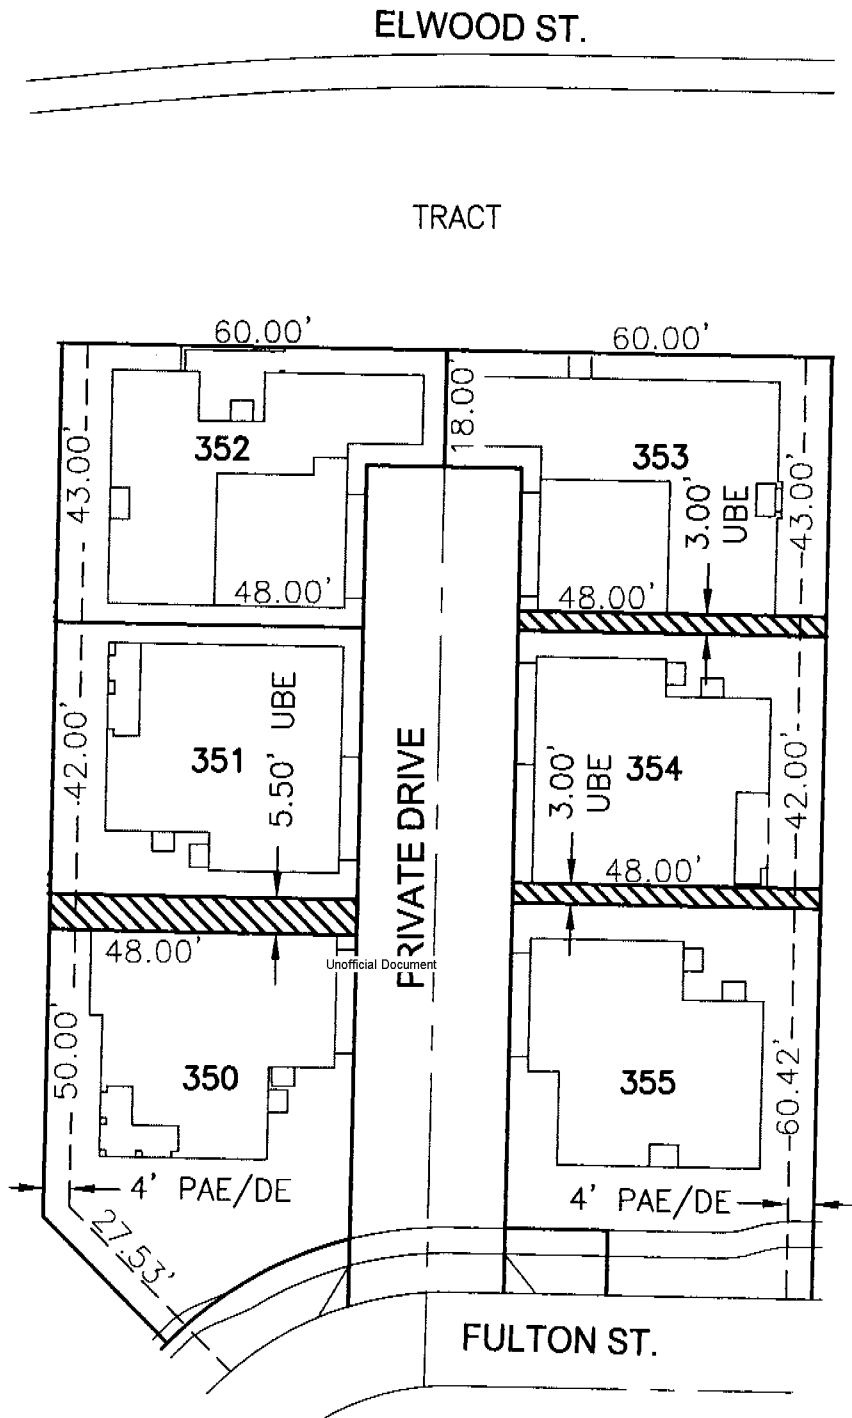 ELWOOD ST.
TRACT
60.00'
60.00'
18.00'
352
353
43.00'
3.00'
UBE
43.00'
48.00'
48.00'
351
5.50' UBE
42.00'
PRIVATE DRIVE
3.00'
UBE
354
42.00'
48.00'
48.00'
Unofficial Document
50.00'
350
355
60.42'
4' PAE/DE
4' PAE/DE
27.53'
FULTON ST.